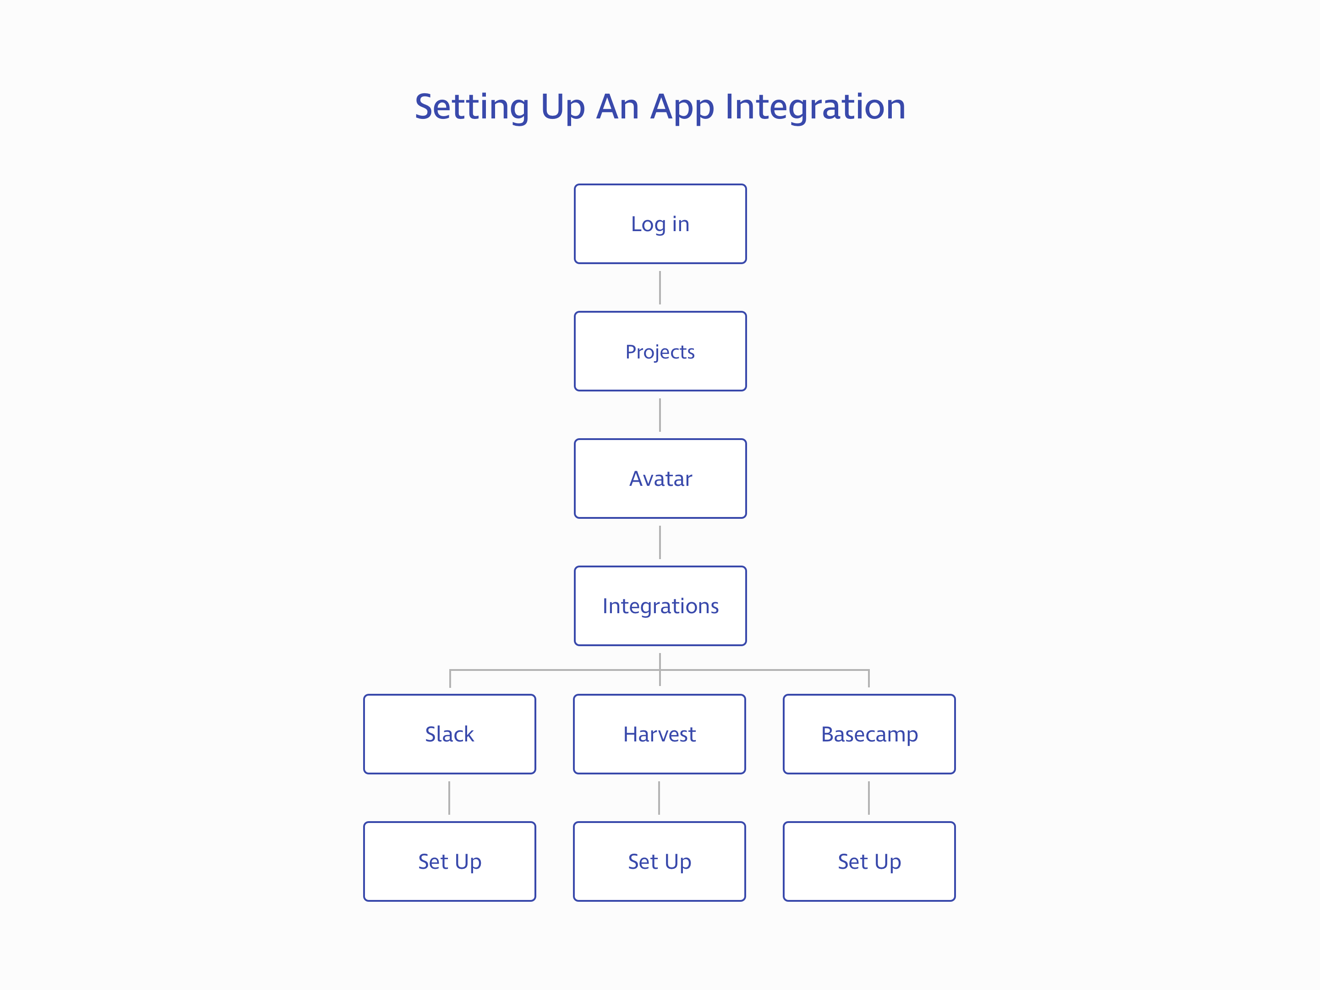 Setting Up An App Integration
Log in
Projects
Avatar
Integrations
Slack
Harvest
Basecamp
Set Up
Set Up
Set Up